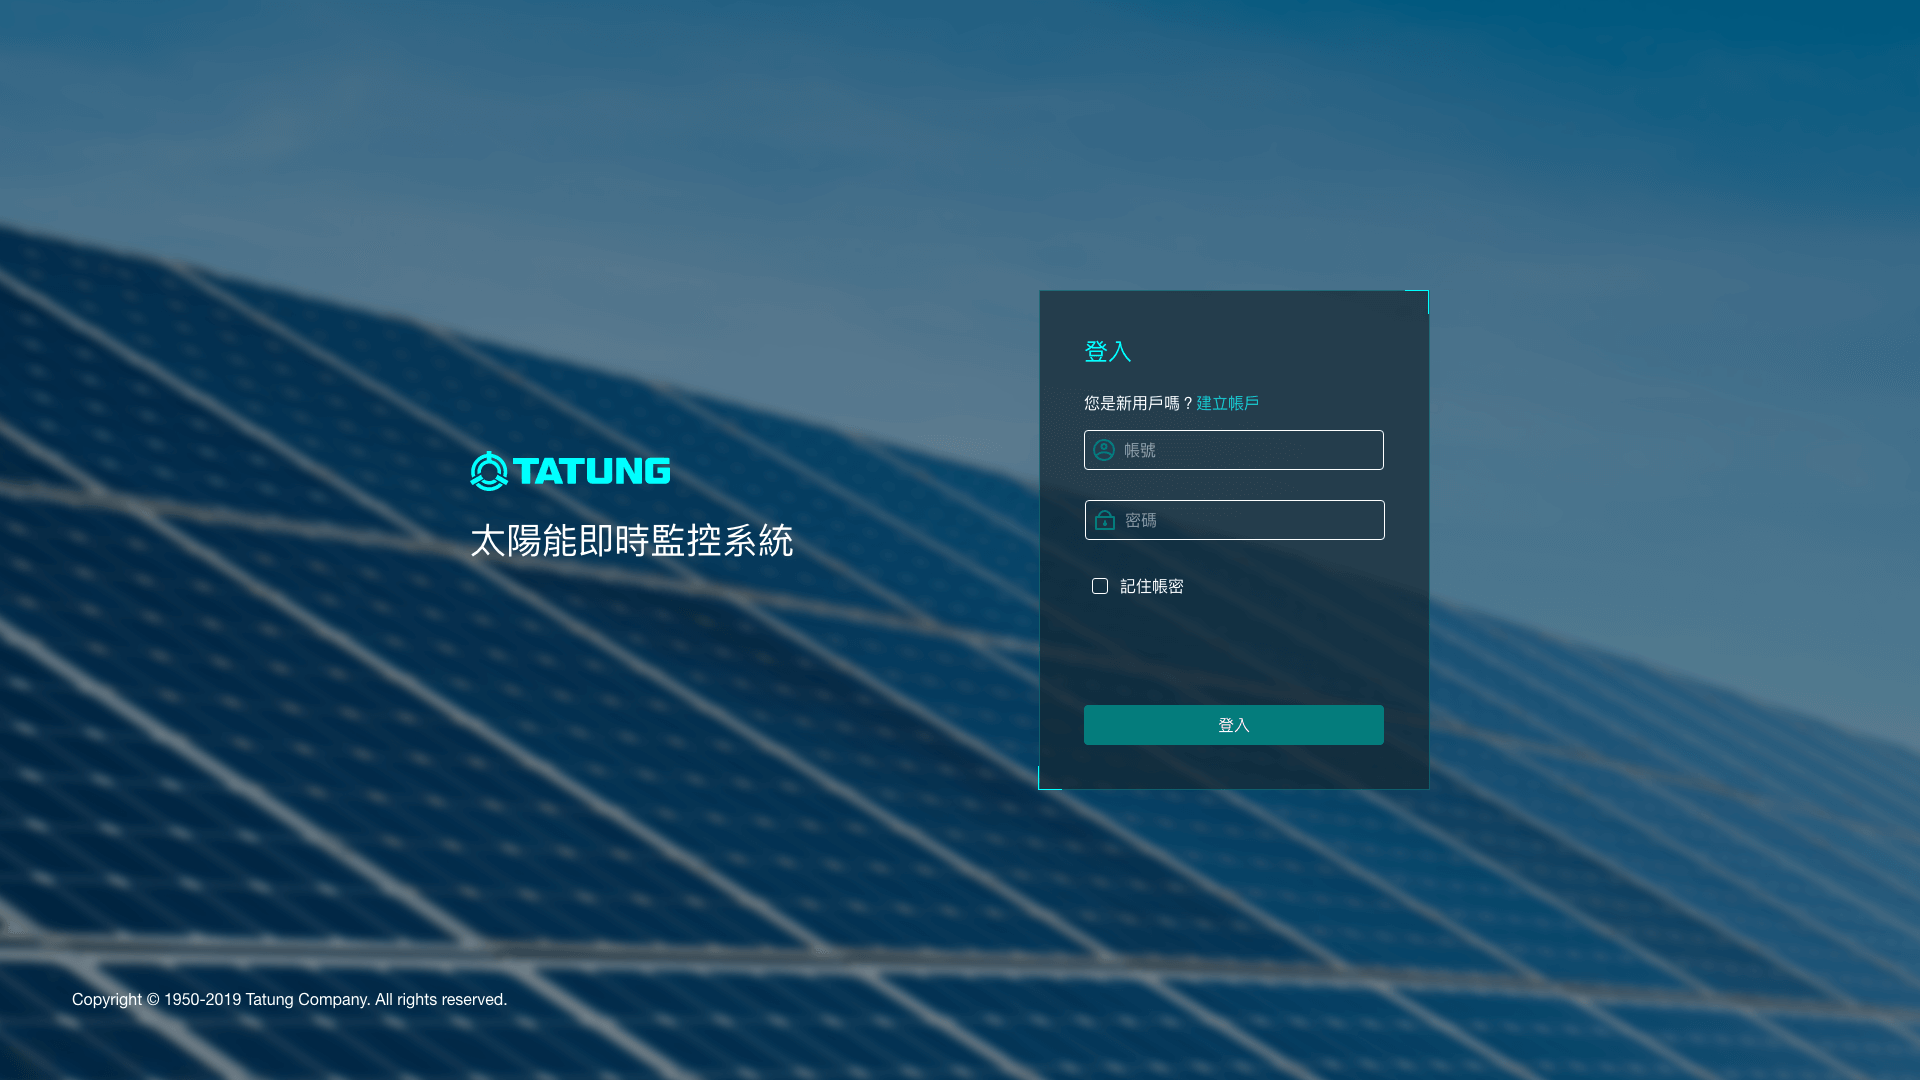 TATUNG
太陽能即時監控系統
登入
您是新用戶嗎？建立帳戶
帳號
密碼
記住帳密
登入
Copyright © 1950-2019 Tatung Company. All rights reserved.